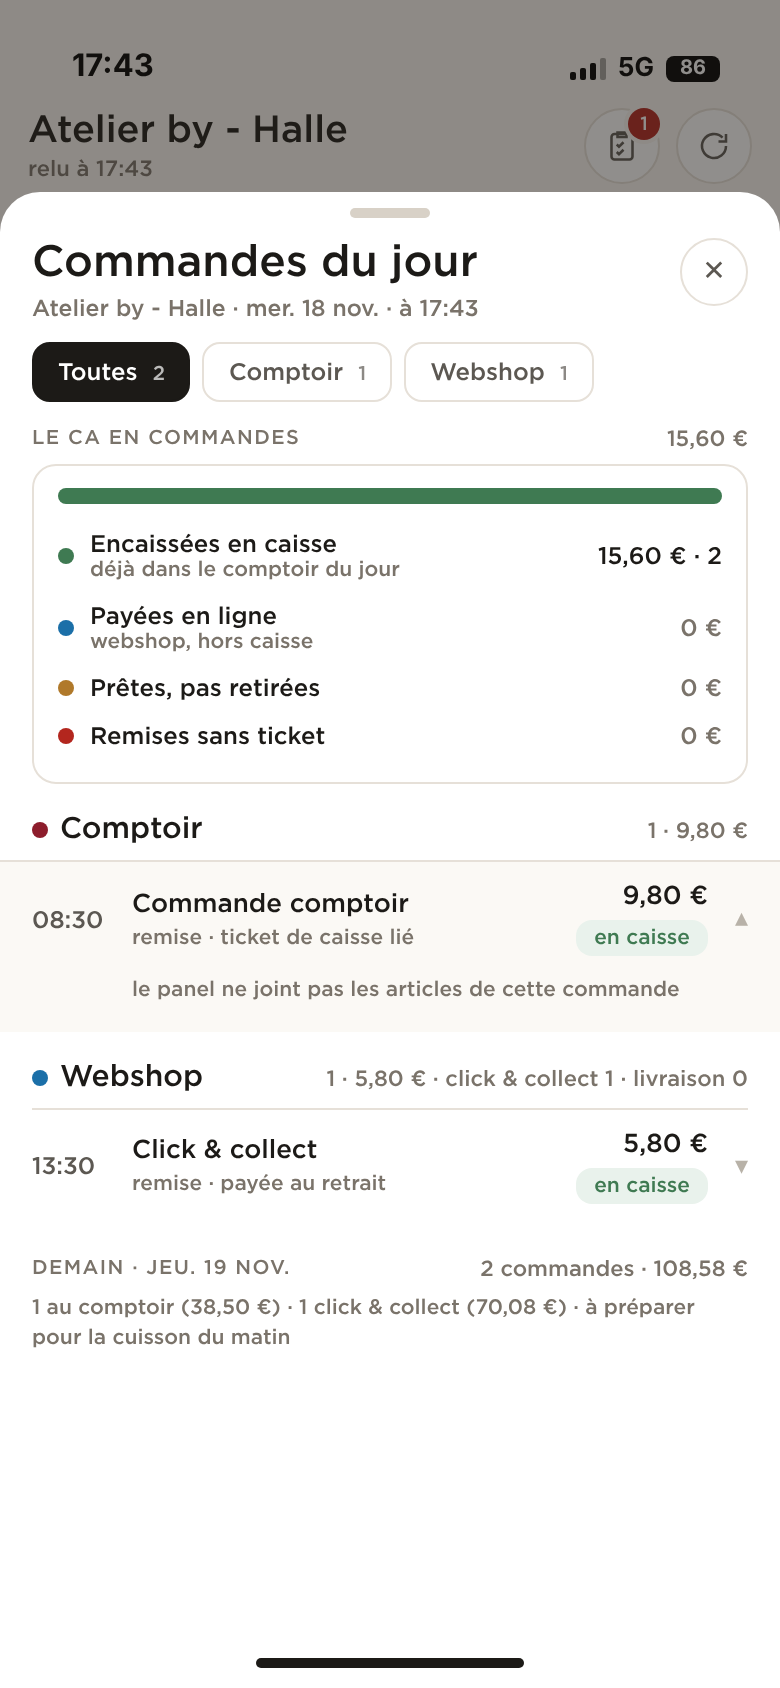 17:43
5G 86
Atelier by - Halle
1
relu à 17:43
Commandes du jour
Atelier by - Halle · mer. 18 nov. · à 17:43
Toutes 2 Comptoir 1 Webshop 1
LE CA EN COMMANDES 15,60 €
Encaissées en caisse 15,60 € · 2
déjà dans le comptoir du jour
Payées en ligne 0 €
webshop, hors caisse
Prêtes, pas retirées 0 €
Remises sans ticket 0 €
Comptoir 1 · 9,80 €
08:30 Commande comptoir 9,80 €
remise · ticket de caisse lié en caisse
le panel ne joint pas les articles de cette commande
Webshop 1 · 5,80 € · click & collect 1 · livraison 0
13:30 Click & collect 5,80 €
remise · payée au retrait en caisse
DEMAIN · JEU. 19 NOV. 2 commandes · 108,58 €
1 au comptoir (38,50 €) · 1 click & collect (70,08 €) · à préparer
pour la cuisson du matin